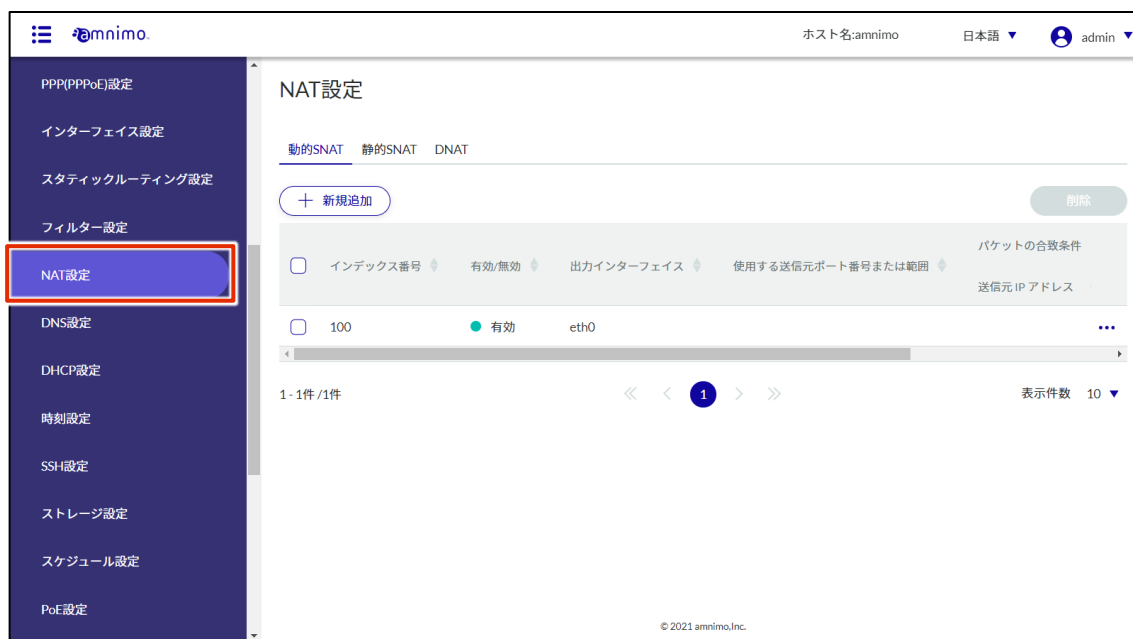 amnimo
ホスト名:amnimo
日本語 ▼
admin ▼
PPP(PPPoE)設定
インターフェイス設定
スタティックルーティング設定
フィルター設定
NAT設定
DNS設定
DHCP設定
時刻設定
SSH設定
ストレージ設定
スケジュール設定
PoE設定
NAT設定
動的SNAT 静的SNAT DNAT
+ 新規追加
削除
インデックス番号 有効/無効 出力インターフェイス 使用する送信元ポート番号または範囲
パケットの合致条件
送信元 IP アドレス
100 有効 eth0 •••
1 - 1件 /1件
1
表示件数 10 ▼
© 2021 amnimo,Inc.